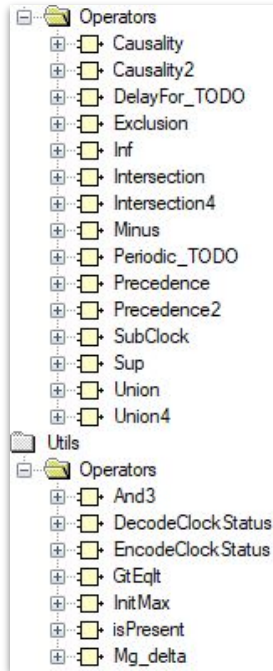 Operators
Causality
Causality2
DelayFor_TODO
Exclusion
Inf
Intersection
Intersection4
Minus
Periodic_TODO
Precedence
Precedence2
SubClock
Sup
Union
Union4
Utils
Operators
And3
DecodeClockStatus
EncodeClockStatus
GtEqIt
InitMax
isPresent
Mg_delta